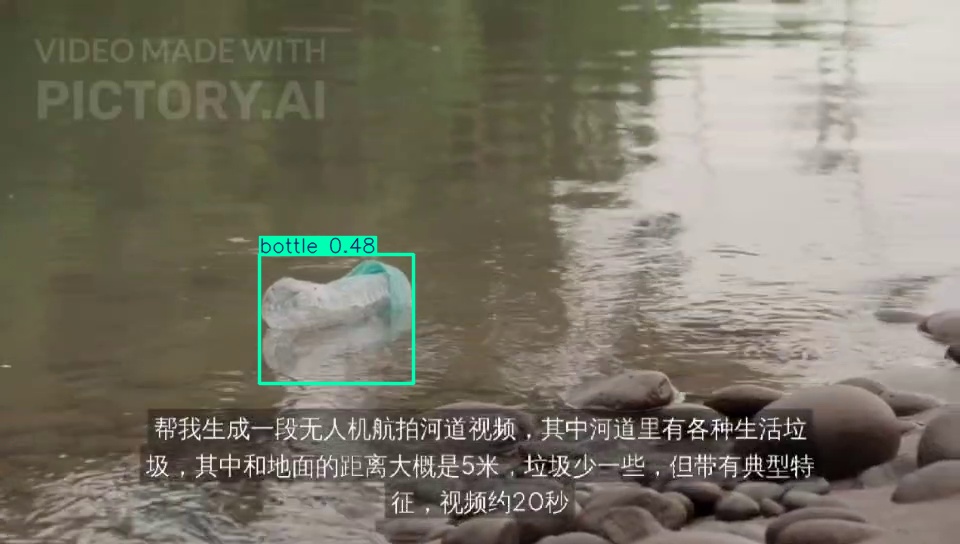 VIDEO MADE WITH
PICTORY.AI
bottle 0.48
帮我生成一段无人机航拍河道视频，其中河道里有各种生活垃
圾，其中和地面的距离大概是5米，垃圾少一些，但带有典型特
征，视频约20秒